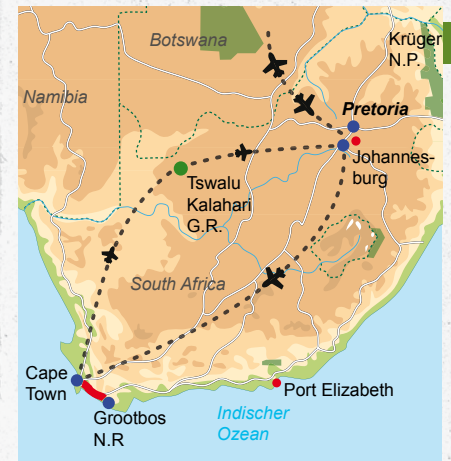 Botswana
Krüger
N.P.
Namibia
Pretoria
Johannes-
burg
Tswalu
Kalahari
G.R.
South Africa
Cape
Town
Port Elizabeth
Grootbos
N.R
Indischer
Ozean